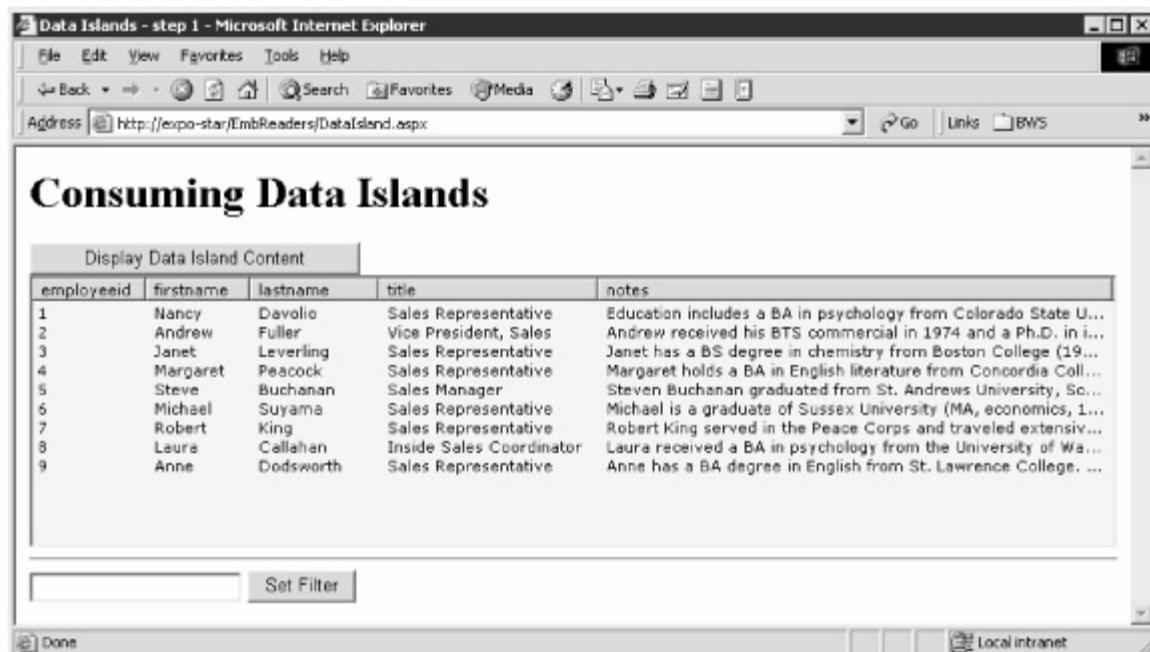 Data Islands - step 1 - Microsoft Internet Explorer
File Edit View Favorites Tools Help
Back Search Favorites Media
Address http://expo-star/EmbReaders/DataIsland.aspx Go Links BWS »
Consuming Data Islands
Display Data Island Content
employeeid firstname lastname title notes
1 Nancy Davolio Sales Representative Education includes a BA in psychology from Colorado State U...
2 Andrew Fuller Vice President, Sales Andrew received his BTS commercial in 1974 and a Ph.D. in i...
3 Janet Leverling Sales Representative Janet has a BS degree in chemistry from Boston College (19...
4 Margaret Peacock Sales Representative Margaret holds a BA in English literature from Concordia Coll...
5 Steve Buchanan Sales Manager Steven Buchanan graduated from St. Andrews University, Sc...
6 Michael Suyama Sales Representative Michael is a graduate of Sussex University (MA, economics, 1...
7 Robert King Sales Representative Robert King served in the Peace Corps and traveled extensiv...
8 Laura Callahan Inside Sales Coordinator Laura received a BA in psychology from the University of Wa...
9 Anne Dodsworth Sales Representative Anne has a BA degree in English from St. Lawrence College. ...
Set Filter
Done Local intranet